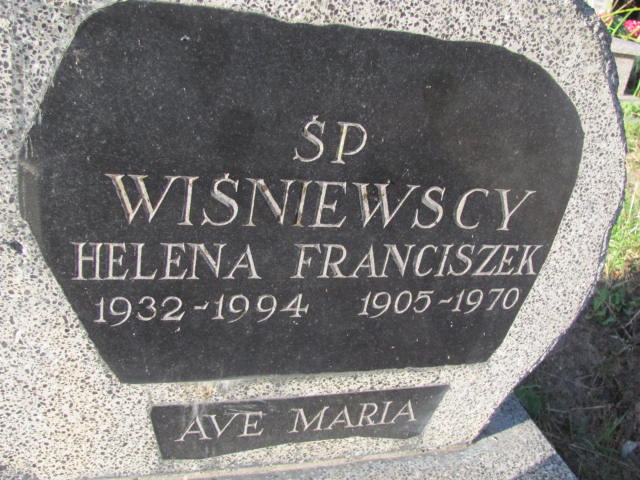 ŚP
WIŚNIEWSCY
HELENA FRANCISZEK
1932-1994 1905-1970
AVE MARIA